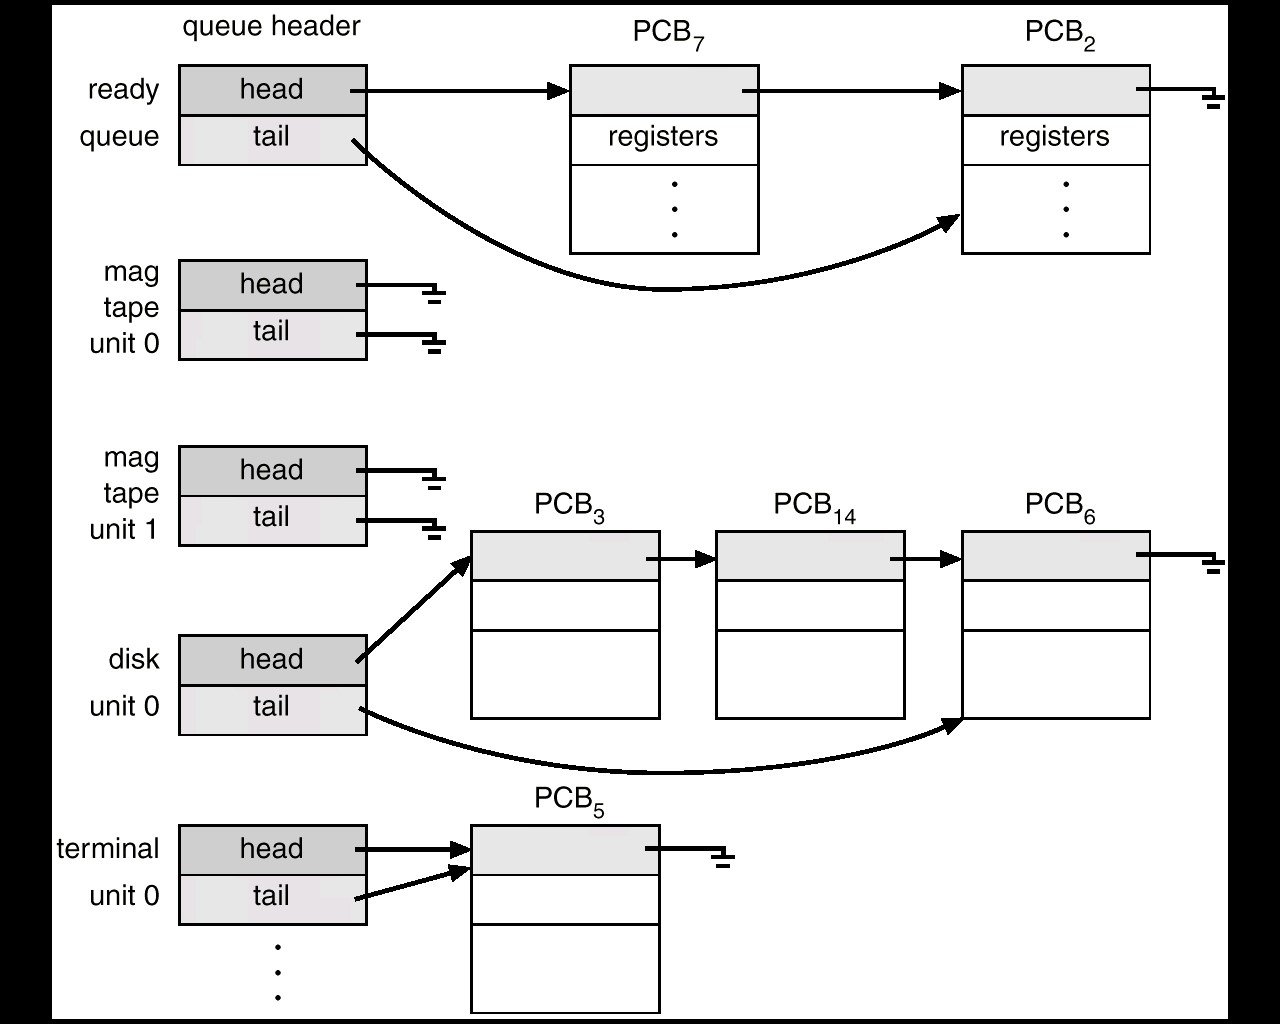 queue header
PCB7
PCB2
ready
queue
head
tail
registers
registers
mag
tape
unit 0
head
tail
mag
tape
unit 1
head
tail
PCB3
PCB14
PCB6
disk
unit 0
head
tail
PCB5
terminal
unit 0
head
tail